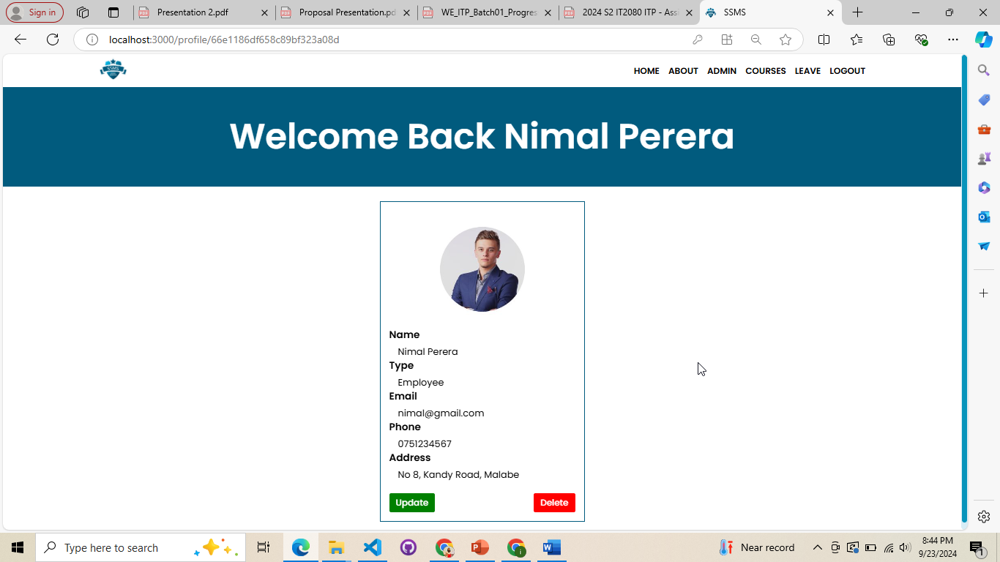 Sign in
Presentation 2.pdf
Proposal Presentation.pd
WE_ITP_Batch01_Progres
2024 S2 IT2080 ITP - Assi
SSMS
localhost:3000/profile/66e1186df658c89bf323a08d
SSMS
HOME ABOUT ADMIN COURSES LEAVE LOGOUT
Welcome Back Nimal Perera
Name
Nimal Perera
Type
Employee
Email
nimal@gmail.com
Phone
0751234567
Address
No 8, Kandy Road, Malabe
Update Delete
Type here to search
Near record
8:44 PM
9/23/2024
1